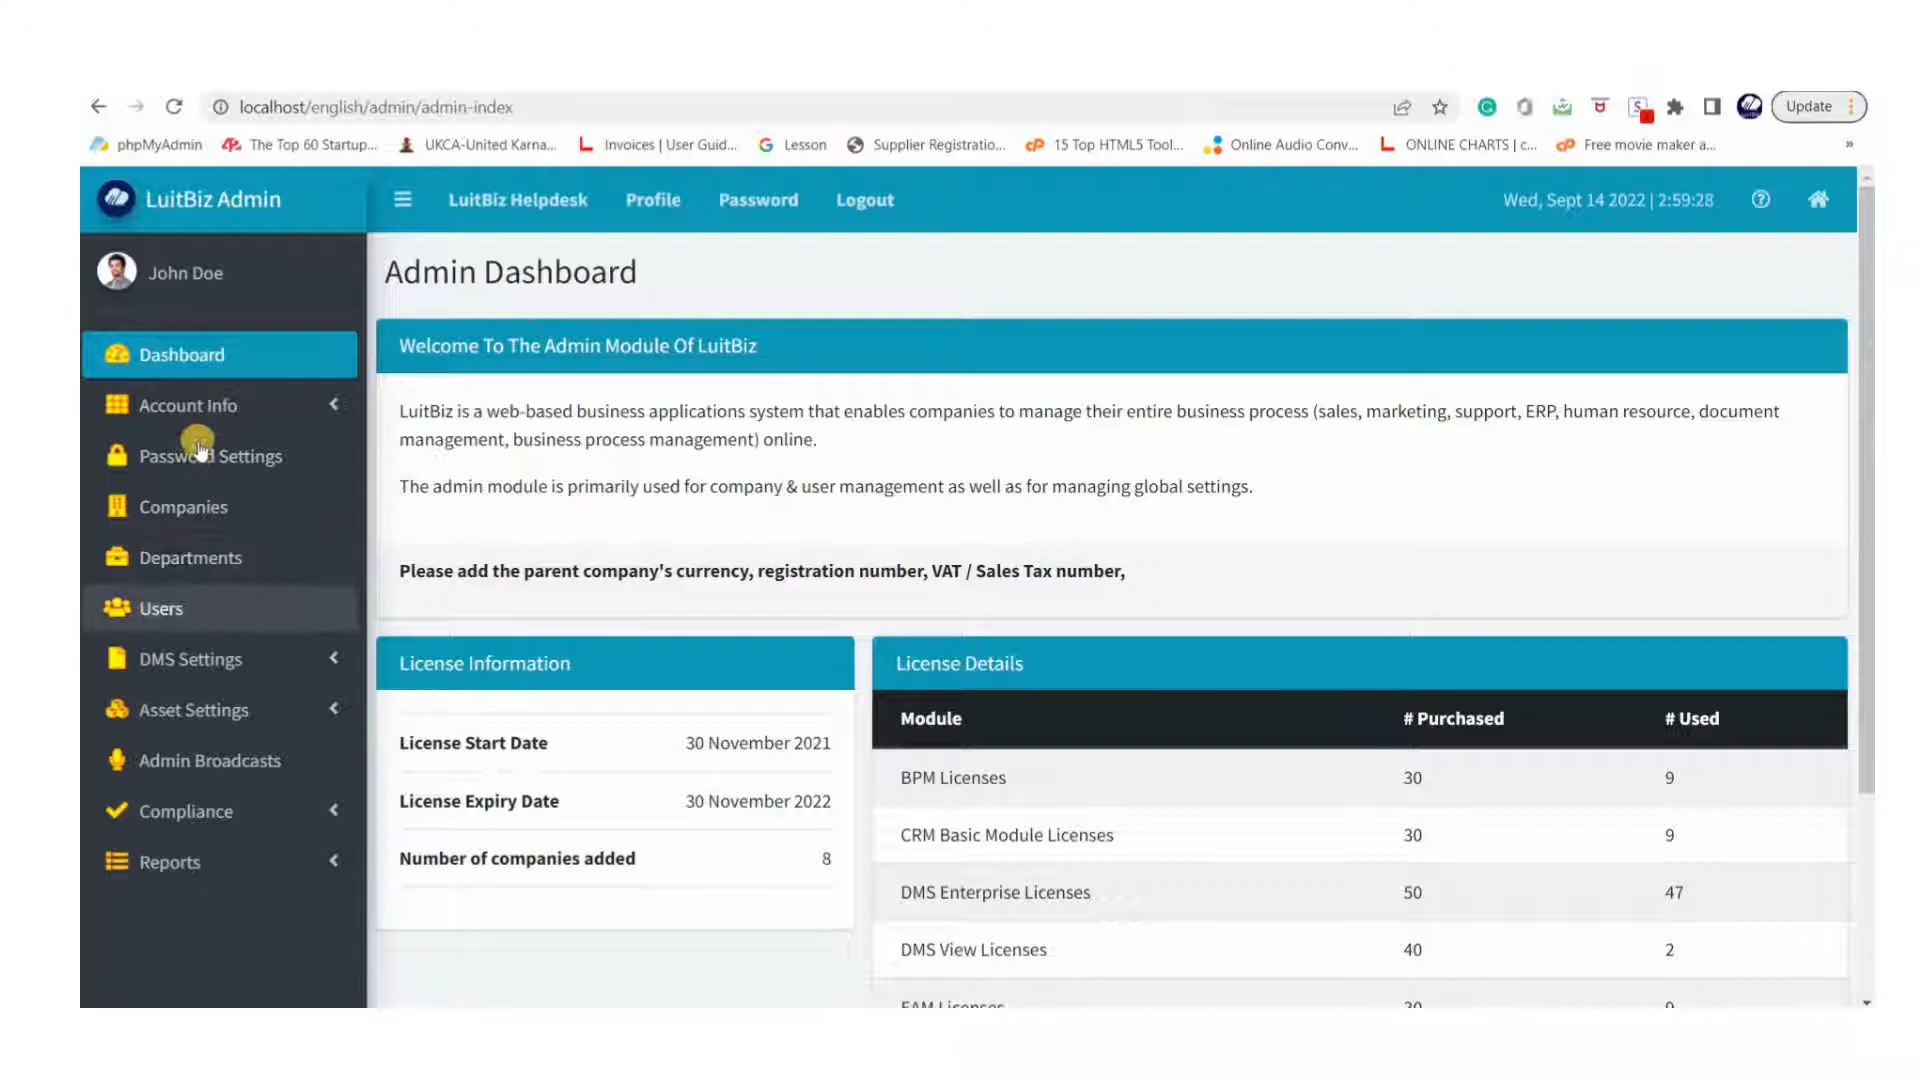 localhost/english/admin/admin-index
Update
phpMyAdmin The Top 60 Startup... UKCA-United Karna... Invoices | User Guid... Lesson Supplier Registratio... 15 Top HTML5 Tool... Online Audio Conv... ONLINE CHARTS | c... Free movie maker a... »
LuitBiz Admin
LuitBiz Helpdesk Profile Password Logout
Wed, Sept 14 2022 | 2:59:28
John Doe
Dashboard
Account Info
Password Settings
Companies
Departments
Users
DMS Settings
Asset Settings
Admin Broadcasts
Compliance
Reports
Admin Dashboard
Welcome To The Admin Module Of LuitBiz
LuitBiz is a web-based business applications system that enables companies to manage their entire business process (sales, marketing, support, ERP, human resource, document
management, business process management) online.
The admin module is primarily used for company & user management as well as for managing global settings.
Please add the parent company's currency, registration number, VAT / Sales Tax number,
License Information
License Start Date 30 November 2021
License Expiry Date 30 November 2022
Number of companies added 8
License Details
Module # Purchased # Used
BPM Licenses 30 9
CRM Basic Module Licenses 30 9
DMS Enterprise Licenses 50 47
DMS View Licenses 40 2